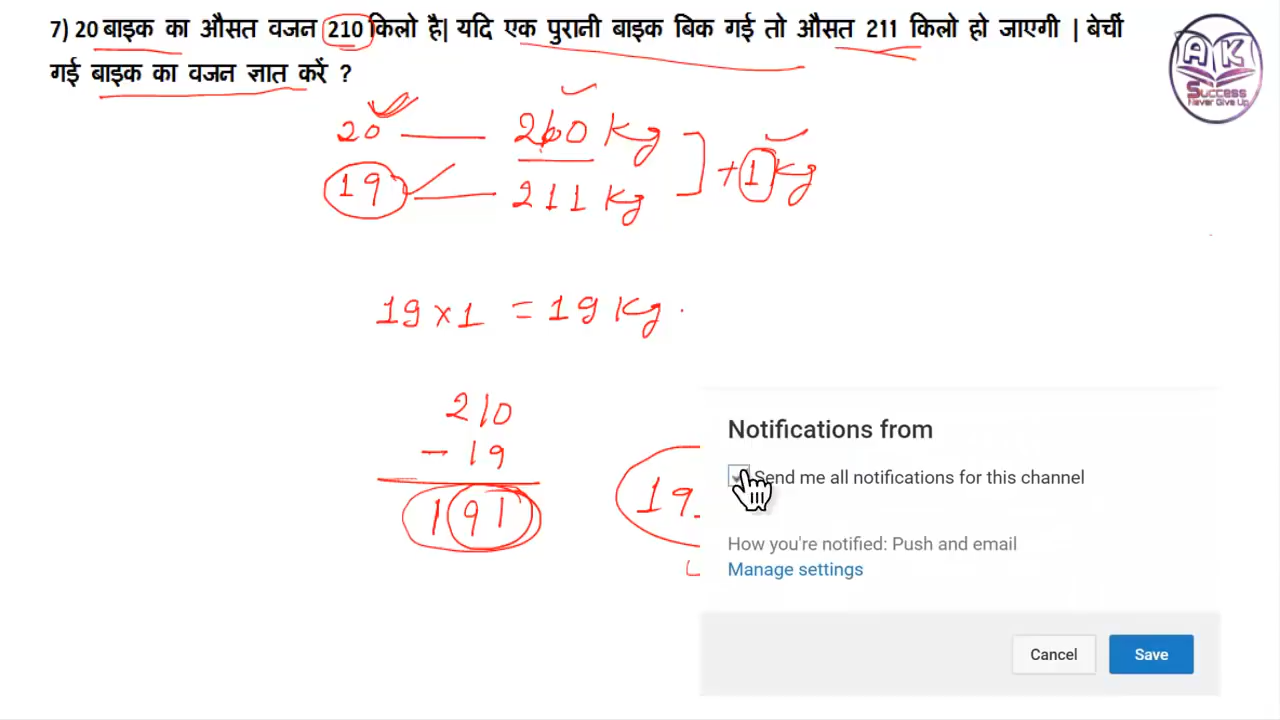 7) 20 बाइक का औसत वजन 210 किलो है| यदि एक पुरानी बाइक बिक गई तो औसत 211 किलो हो जाएगी | बेचीं
गई बाइक का वजन ज्ञात करें ?
AK
Success
Never Give Up
20 — 210 Kg
19 — 211 Kg
+1 Kg
19 × 1 = 19 Kg.
210
- 19
191
19
Notifications from
Send me all notifications for this channel
How you're notified: Push and email
Manage settings
Cancel
Save